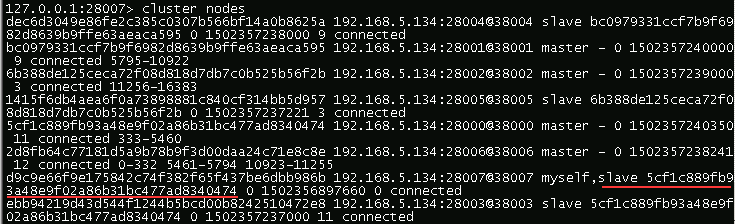 127.0.0.1:28007> cluster nodes
dec6d3049e86fe2c385c0307b566bf14a0b8625a 192.168.5.134:28004@38004 slave bc0979331ccf7b9f69
82d8639b9ffe63aeaca595 0 1502357238000 9 connected
bc0979331ccf7b9f6982d8639b9ffe63aeaca595 192.168.5.134:28001@38001 master - 0 1502357240000
 9 connected 5795-10922
6b388de125ceca72f08d818d7db7c0b525b56f2b 192.168.5.134:28002@38002 master - 0 1502357239000
 3 connected 11256-16383
1415f6db4aea6f0a7389888 1c840cf314bb5d957 192.168.5.134:28005@38005 slave 6b388de125ceca72f0
8d818d7db7c0b525b56f2b 0 1502357237221 3 connected
5cf1c889fb93a48e9f02a86b31bc477ad8340474 192.168.5.134:28000@38000 master - 0 1502357240350
 11 connected 333-5460
2d8fb64c77181d5a9b78b9f3d00daa24c71e8c8e 192.168.5.134:28006@38006 master - 0 1502357238241
 12 connected 0-332 5461-5794 10923-11255
d9c9e66f9e175842c74f382f65f437be6dbb986b 192.168.5.134:28007@38007 myself,slave 5cf1c889fb9
3a48e9f02a86b31bc477ad8340474 0 1502356897660 0 connected
ebb94219d43d544f1244b5bcd00b8242510472e8 192.168.5.134:28003@38003 slave 5cf1c889fb93a48e9f
02a86b31bc477ad8340474 0 1502357237000 11 connected